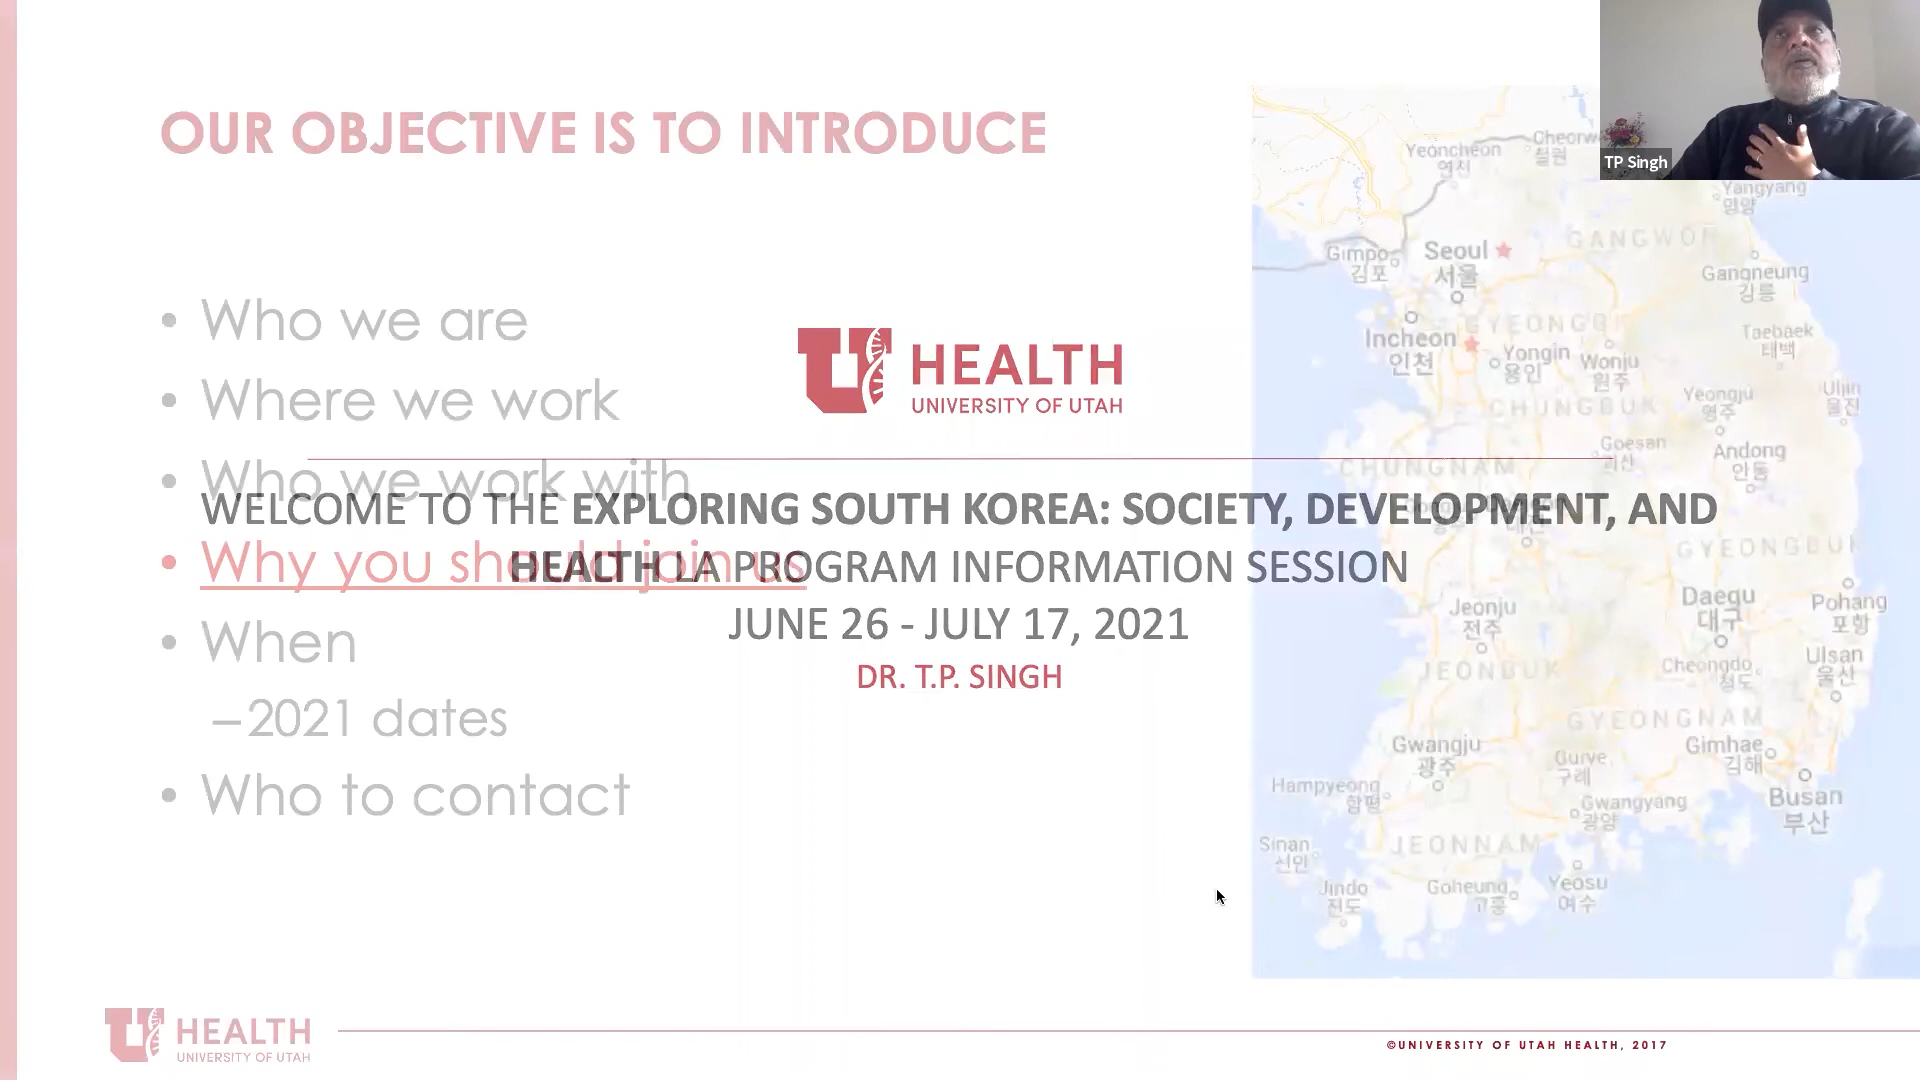 OUR OBJECTIVE IS TO INTRODUCE
Who we are
Where we work
Who we work with
Why you should join us
When
–2021 dates
Who to contact
HEALTH
UNIVERSITY OF UTAH
WELCOME TO THE EXPLORING SOUTH KOREA: SOCIETY, DEVELOPMENT, AND
HEALTH LA PROGRAM INFORMATION SESSION
JUNE 26 - JULY 17, 2021
DR. T.P. SINGH
TP Singh
Yeoncheon
연천
철원
Yangyang
GANGWON
Gimpo
김포
Seoul
서울
Gangneung
강릉
Incheon
인천
Yongin
용인
Wonju
원주
Taebaek
태백
Yeongju
영주
Uljin
울진
CHUNGBUK
Goesan
괴산
CHUNGNAM
Andong
안동
Jeonju
전주
JEONBUK
Daegu
대구
Pohang
포항
Cheongdo
청도
Ulsan
울산
GYEONGNAM
Gwangju
광주
Gurye
구례
Gimhae
김해
Hampyeong
함평
Gwangyang
광양
Busan
부산
JEONNAM
Sinan
신안
Jindo
진도
Goheung
고흥
Yeosu
여수
HEALTH
UNIVERSITY OF UTAH
©UNIVERSITY OF UTAH HEALTH, 2017